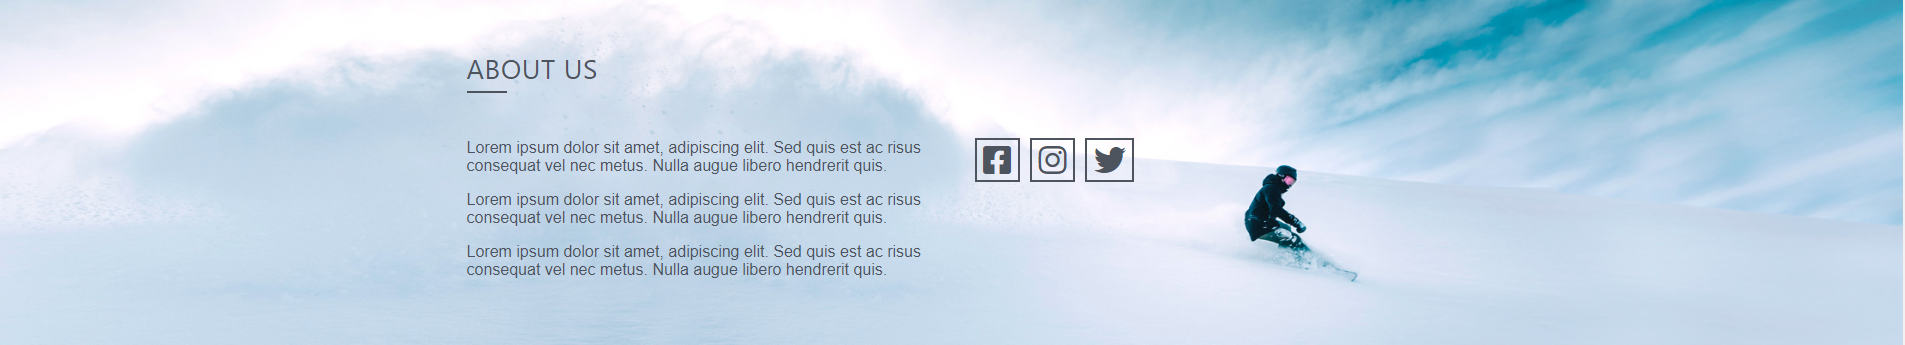 ABOUT US
Lorem ipsum dolor sit amet, adipiscing elit. Sed quis est ac risus
consequat vel nec metus. Nulla augue libero hendrerit quis.
Lorem ipsum dolor sit amet, adipiscing elit. Sed quis est ac risus
consequat vel nec metus. Nulla augue libero hendrerit quis.
Lorem ipsum dolor sit amet, adipiscing elit. Sed quis est ac risus
consequat vel nec metus. Nulla augue libero hendrerit quis.